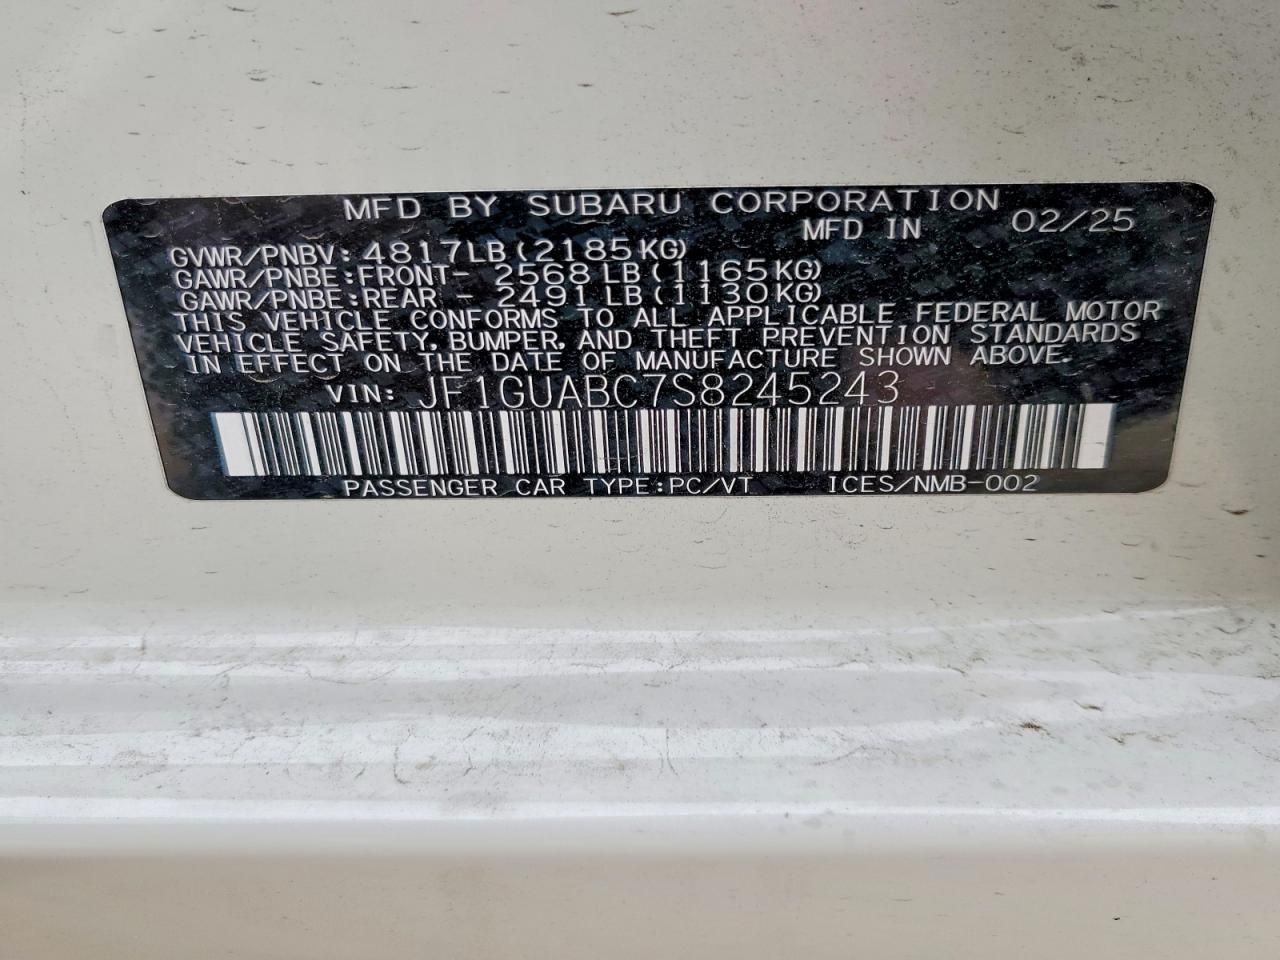 MFD BY SUBARU CORPORATION
MFD IN 02/25
GVWR/PNBV: 4817LB(2185KG)
GAWR/PNBE:FRONT- 2568 LB(1165KG)
GAWR/PNBE:REAR - 2491 LB(1130KG)
THIS VEHICLE CONFORMS TO ALL APPLICABLE FEDERAL MOTOR
VEHICLE SAFETY, BUMPER, AND THEFT PREVENTION STANDARDS
IN EFFECT ON THE DATE OF MANUFACTURE SHOWN ABOVE.
VIN: JF1GUABC7S8245243
PASSENGER CAR TYPE:PC/VT ICES/NMB-002